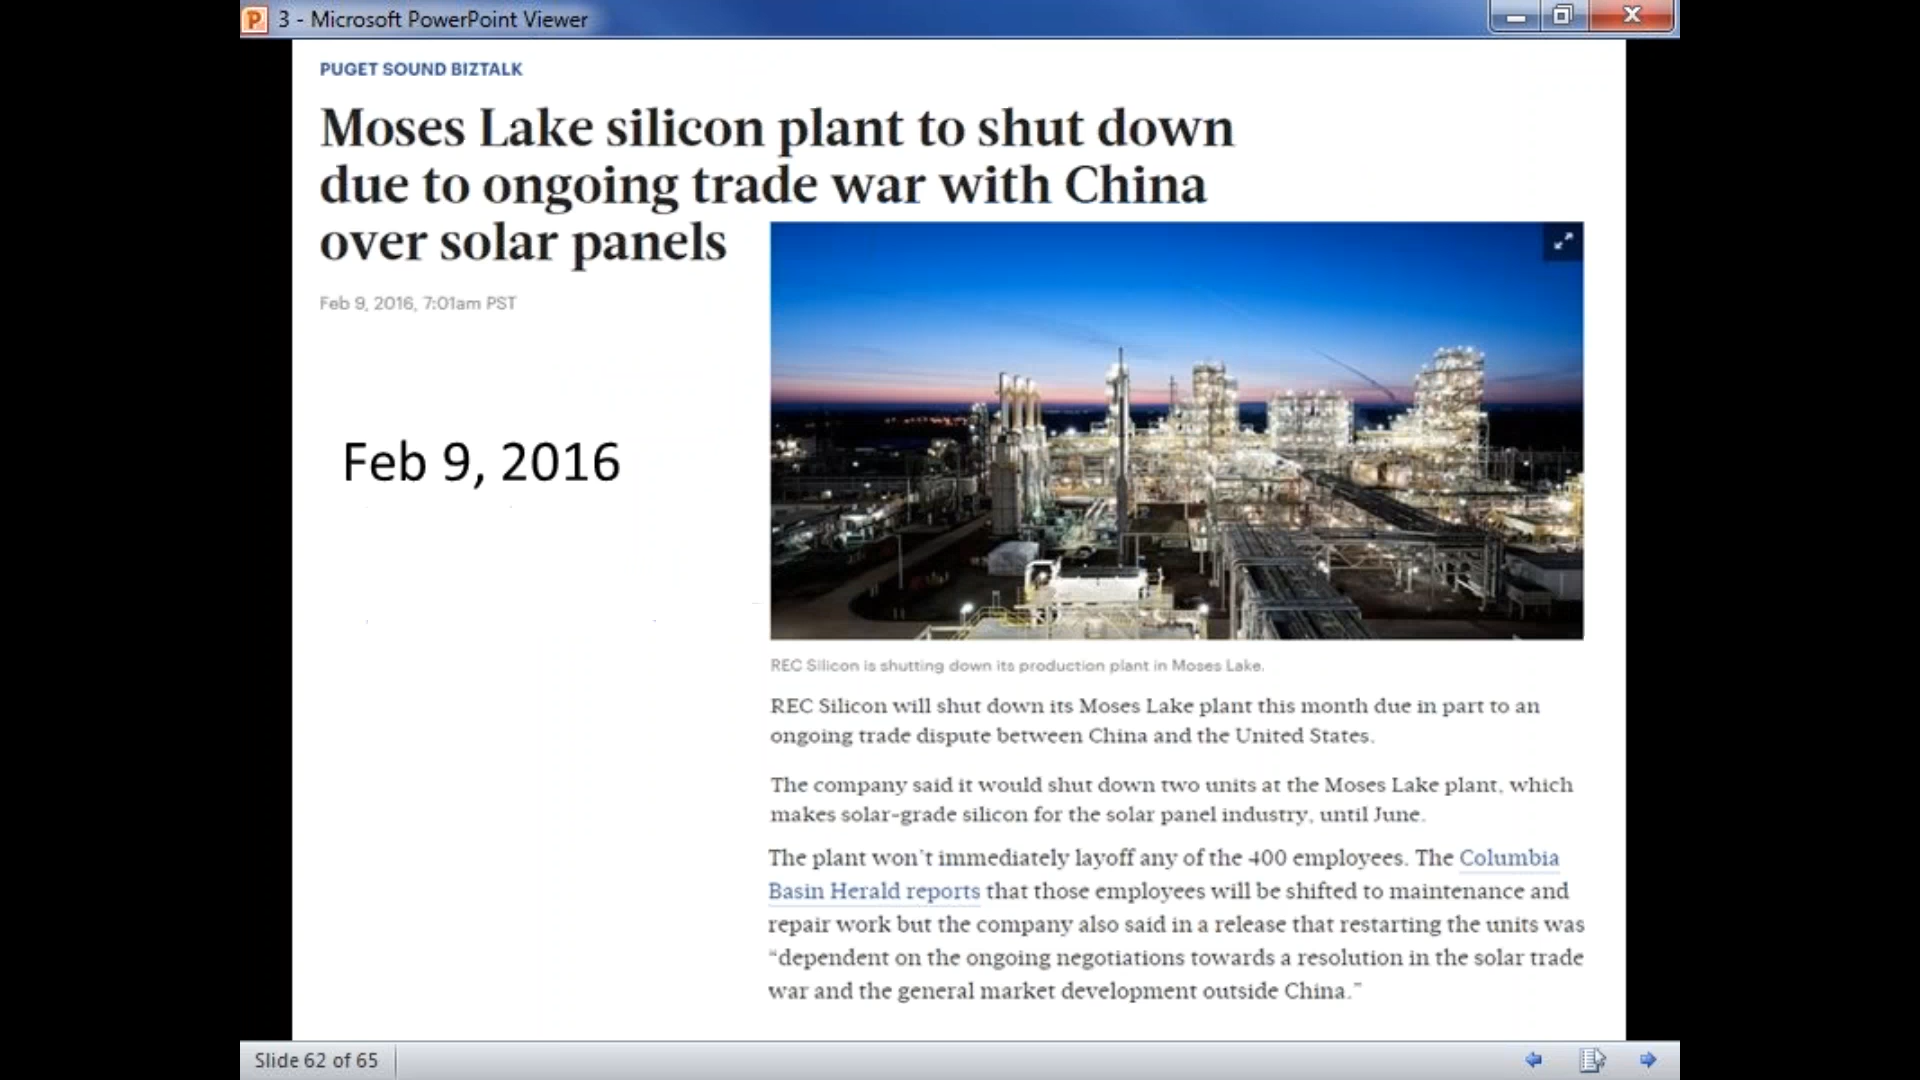 3 - Microsoft PowerPoint Viewer
PUGET SOUND BIZTALK
Moses Lake silicon plant to shut down
due to ongoing trade war with China
over solar panels
Feb 9, 2016, 7:01am PST
Feb 9, 2016
REC Silicon is shutting down its production plant in Moses Lake.
REC Silicon will shut down its Moses Lake plant this month due in part to an
ongoing trade dispute between China and the United States.
The company said it would shut down two units at the Moses Lake plant, which
makes solar-grade silicon for the solar panel industry, until June.
The plant won't immediately layoff any of the 400 employees. The Columbia
Basin Herald reports that those employees will be shifted to maintenance and
repair work but the company also said in a release that restarting the units was
“dependent on the ongoing negotiations towards a resolution in the solar trade
war and the general market development outside China.”
Slide 62 of 65